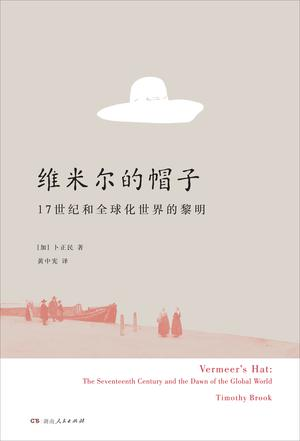 维米尔的帽子
17世纪和全球化世界的黎明
[加] 卜正民 著
黄中宪 译
Vermeer's Hat:
The Seventeenth Century and the Dawn of the Global World
Timothy Brook
湖南人民出版社